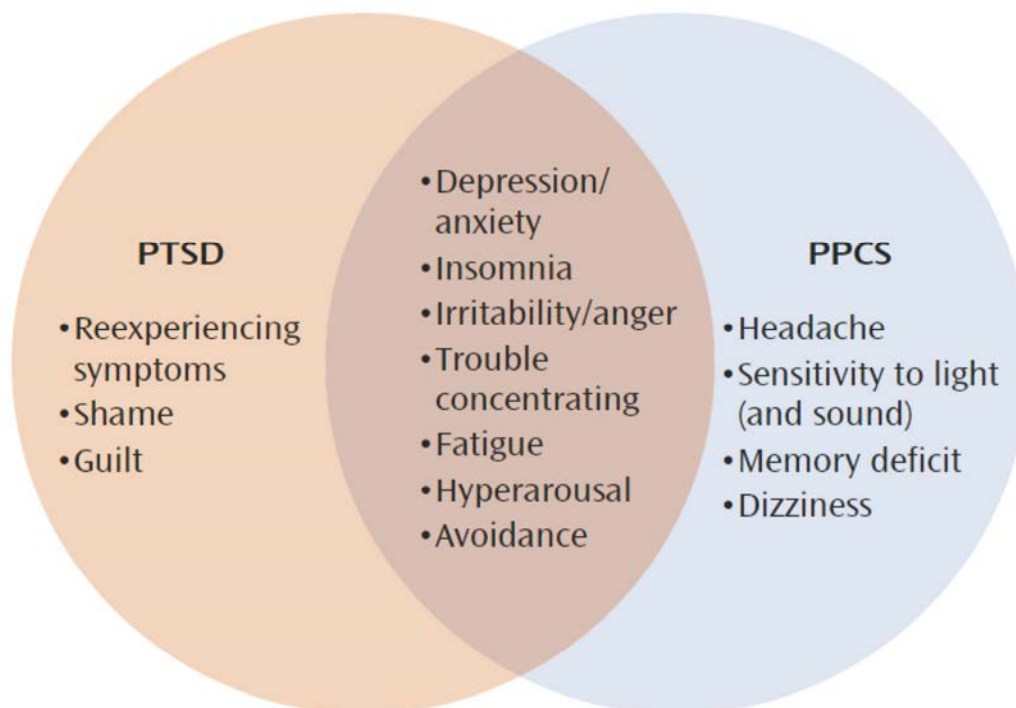 PTSD
• Reexperiencing
symptoms
• Shame
• Guilt
• Depression/
anxiety
• Insomnia
• Irritability/anger
• Trouble
concentrating
• Fatigue
• Hyperarousal
• Avoidance
PPCS
• Headache
• Sensitivity to light
(and sound)
• Memory deficit
• Dizziness